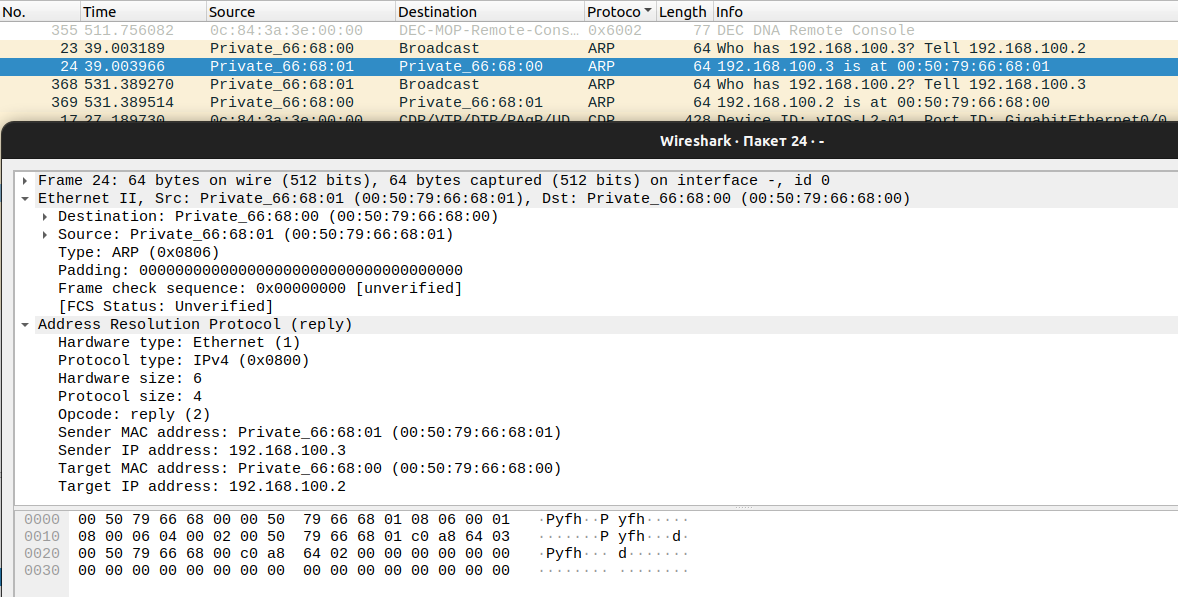 No. Time Source Destination Protoco Length Info
355 511.756082 0c:84:3a:3e:00:00 DEC-MOP-Remote-Cons… 0x6002 77 DEC DNA Remote Console
23 39.003189 Private_66:68:00 Broadcast ARP 64 Who has 192.168.100.3? Tell 192.168.100.2
24 39.003966 Private_66:68:01 Private_66:68:00 ARP 64 192.168.100.3 is at 00:50:79:66:68:01
368 531.389270 Private_66:68:01 Broadcast ARP 64 Who has 192.168.100.2? Tell 192.168.100.3
369 531.389514 Private_66:68:00 Private_66:68:01 ARP 64 192.168.100.2 is at 00:50:79:66:68:00
17 27.189730 0c:84:3a:3e:00:00 CDP/VTP/DTP/PAgP/UD… CDP 428 Device ID: vIOS-L2-01 Port ID: GigabitEthernet0/0
Wireshark · Пакет 24 · -
Frame 24: 64 bytes on wire (512 bits), 64 bytes captured (512 bits) on interface -, id 0
Ethernet II, Src: Private_66:68:01 (00:50:79:66:68:01), Dst: Private_66:68:00 (00:50:79:66:68:00)
Destination: Private_66:68:00 (00:50:79:66:68:00)
Source: Private_66:68:01 (00:50:79:66:68:01)
Type: ARP (0x0806)
Padding: 000000000000000000000000000000000000
Frame check sequence: 0x00000000 [unverified]
[FCS Status: Unverified]
Address Resolution Protocol (reply)
Hardware type: Ethernet (1)
Protocol type: IPv4 (0x0800)
Hardware size: 6
Protocol size: 4
Opcode: reply (2)
Sender MAC address: Private_66:68:01 (00:50:79:66:68:01)
Sender IP address: 192.168.100.3
Target MAC address: Private_66:68:00 (00:50:79:66:68:00)
Target IP address: 192.168.100.2
0000 00 50 79 66 68 00 00 50 79 66 68 01 08 06 00 01 ·Pyfh··P yfh·····
0010 08 00 06 04 00 02 00 50 79 66 68 01 c0 a8 64 03 ·······P yfh···d·
0020 00 50 79 66 68 00 c0 a8 64 02 00 00 00 00 00 00 ·Pyfh··· d·······
0030 00 00 00 00 00 00 00 00 00 00 00 00 00 00 00 00 ········ ········